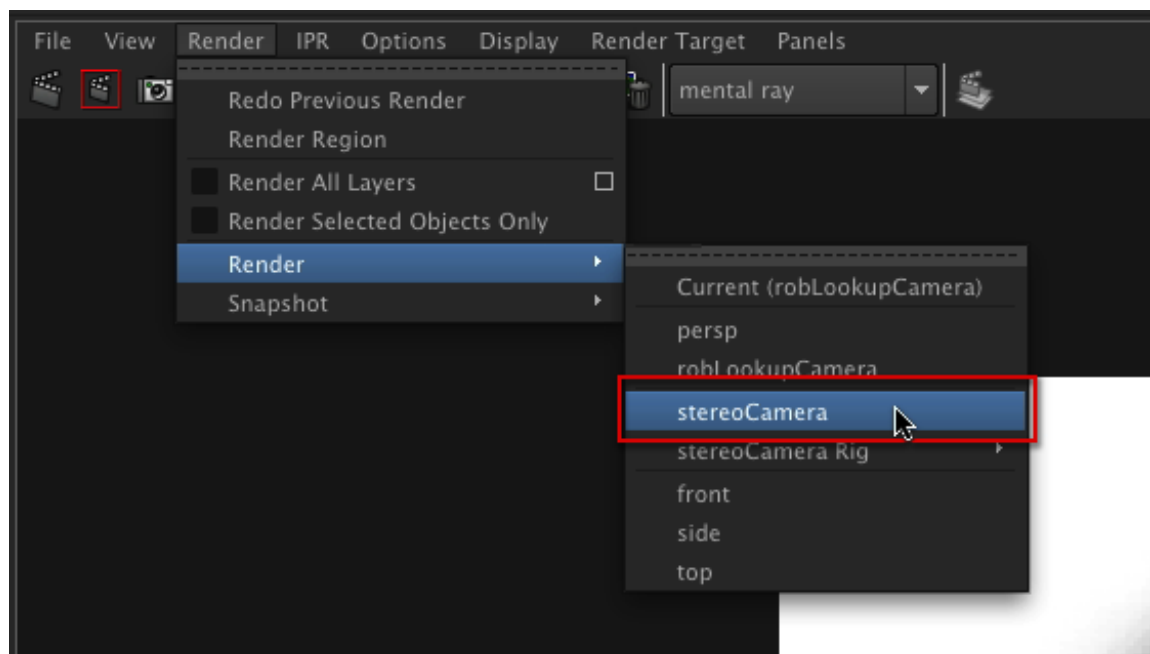 File View Render IPR Options Display Render Target Panels
mental ray
Redo Previous Render
Render Region
Render All Layers
Render Selected Objects Only
Render
Snapshot
Current (robLookupCamera)
persp
robLookupCamera
stereoCamera
stereoCamera Rig
front
side
top